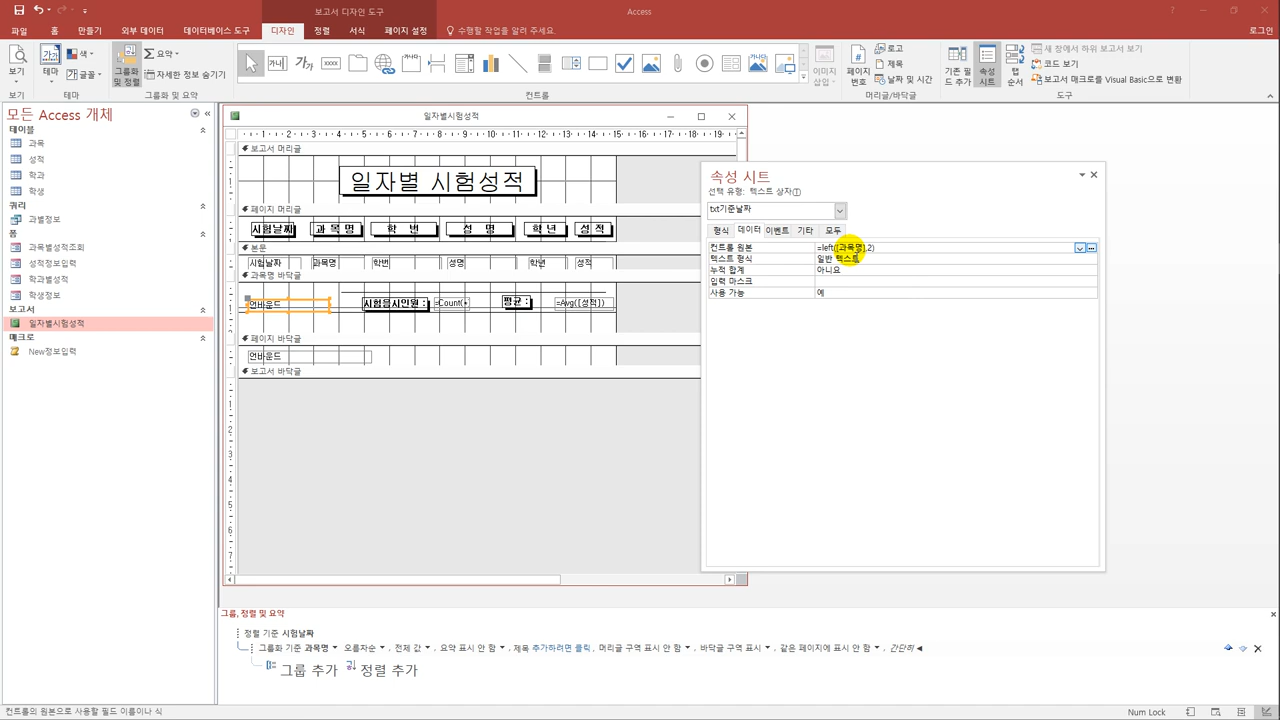 보고서 디자인 도구
Access
파일
홈
만들기
외부 데이터
데이터베이스 도구
디자인
정렬
서식
페이지 설정
수행할 작업을 알려 주세요.
로그인
보기
테마
색
글꼴
그룹화 및 정렬
요약
자세한 정보 숨기기
이미지 삽입
페이지 번호
로고
제목
날짜 및 시간
기존 필드 추가
속성 시트
탭 순서
새 창에서 하위 보고서 보기
코드 보기
보고서 매크로를 Visual Basic으로 변환
보기
테마
그룹화 및 요약
컨트롤
머리글/바닥글
도구
모든 Access 개체
테이블
과목
성적
학과
학생
쿼리
과별정보
폼
과목별성적조회
성적정보입력
학과별성적
학생정보
보고서
일자별시험성적
매크로
New정보입력
일자별시험성적
1 2 3 4 5 6 7 8 9 10 11 12 13 14 15 16 17 18 19
보고서 머리글
일자별 시험성적
페이지 머리글
시험날짜 과 목 명 학 번 성 명 학 년 성 적
본문
시험날짜 과목명 학번 성명 학년 성적
과목명 바닥글
언바운드 시험응시인원 : =Count(* 평균 : =Avg([성적])
페이지 바닥글
언바운드
보고서 바닥글
속성 시트
선택 유형: 텍스트 상자(T)
txt기준날짜
형식 데이터 이벤트 기타 모두
컨트롤 원본 =left([과목명],2)
텍스트 형식 일반 텍스트
누적 합계 아니요
입력 마스크
사용 가능 예
그룹, 정렬 및 요약
정렬 기준 시험날짜
그룹화 기준 과목명 오름차순 , 전체 값 , 요약 표시 안 함 , 제목 추가하려면 클릭, 머리글 구역 표시 안 함 , 바닥글 구역 표시 , 같은 페이지에 표시 안 함 , 간단히
그룹 추가 정렬 추가
컨트롤의 원본으로 사용할 필드 이름이나 식
Num Lock